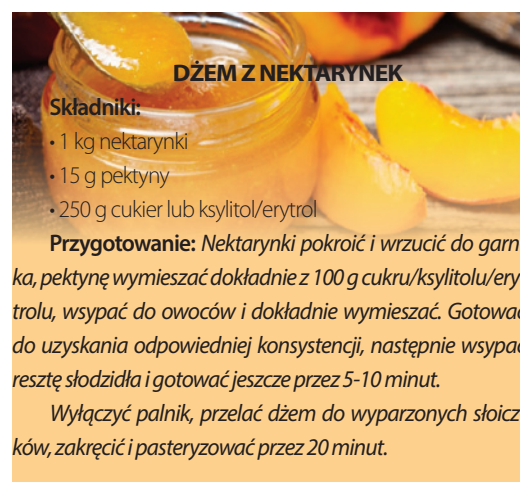 DŻEM Z NEKTARYNEK
Składniki:
• 1 kg nektarynki
• 15 g pektyny
• 250 g cukier lub ksylitol/erytrol
Przygotowanie: Nektarynki pokroić i wrzucić do garn
ka, pektynę wymieszać dokładnie z 100 g cukru/ksylitolu/ery
trolu, wsypać do owoców i dokładnie wymieszać. Gotować
do uzyskania odpowiedniej konsystencji, następnie wsypać
resztę słodzidła i gotować jeszcze przez 5-10 minut.
Wyłączyć palnik, przelać dżem do wyparzonych słoicz
ków, zakręcić i pasteryzować przez 20 minut.